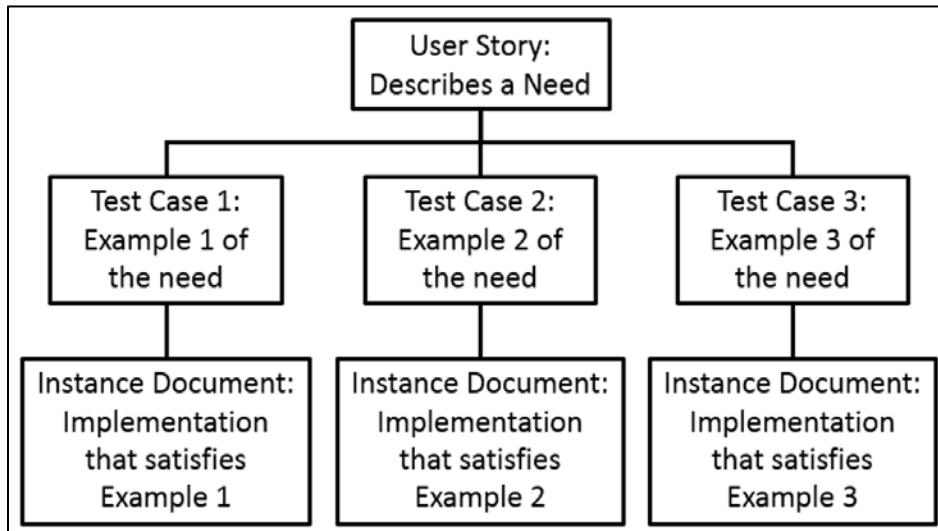 User Story:
Describes a Need
Test Case 1:
Example 1 of
the need
Test Case 2:
Example 2 of
the need
Test Case 3:
Example 3 of
the need
Instance Document:
Implementation
that satisfies
Example 1
Instance Document:
Implementation
that satisfies
Example 2
Instance Document:
Implementation
that satisfies
Example 3